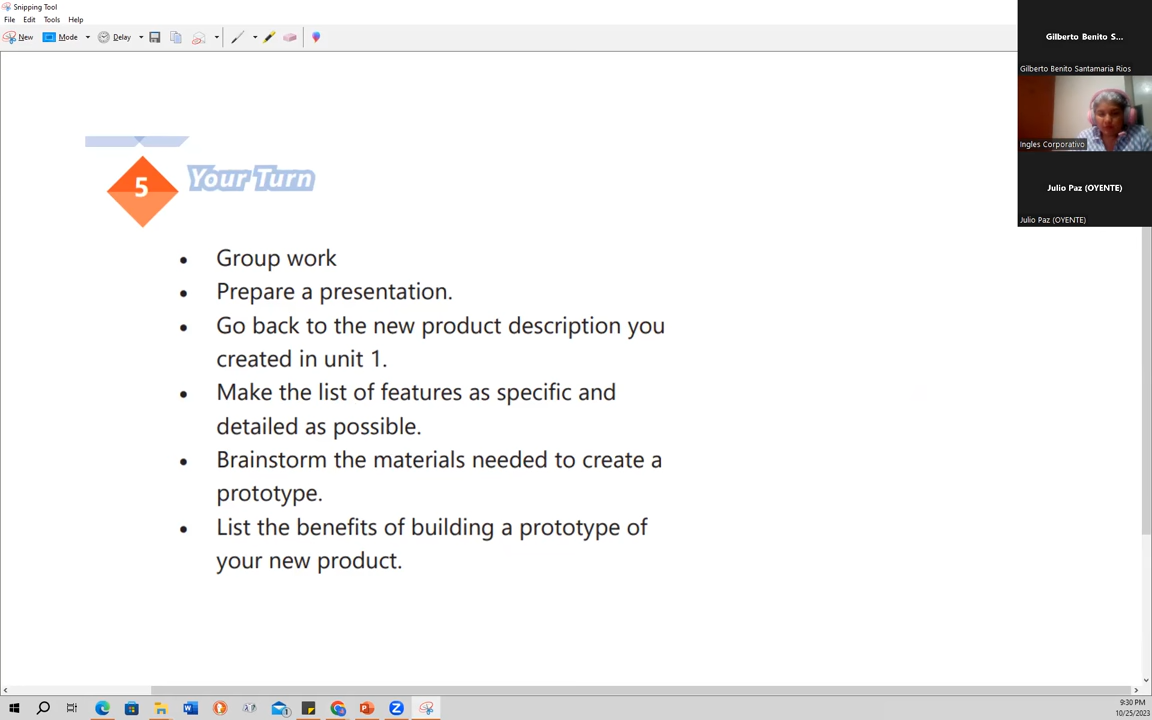 Snipping Tool
File Edit Tools Help
New Mode Delay
Gilberto Benito S...
Gilberto Benito Santamaria Rios
Ingles Corporativo
Julio Paz (OYENTE)
Julio Paz (OYENTE)
5 Your Turn
• Group work
• Prepare a presentation.
• Go back to the new product description you
created in unit 1.
• Make the list of features as specific and
detailed as possible.
• Brainstorm the materials needed to create a
prototype.
• List the benefits of building a prototype of
your new product.
9:30 PM
10/25/2023